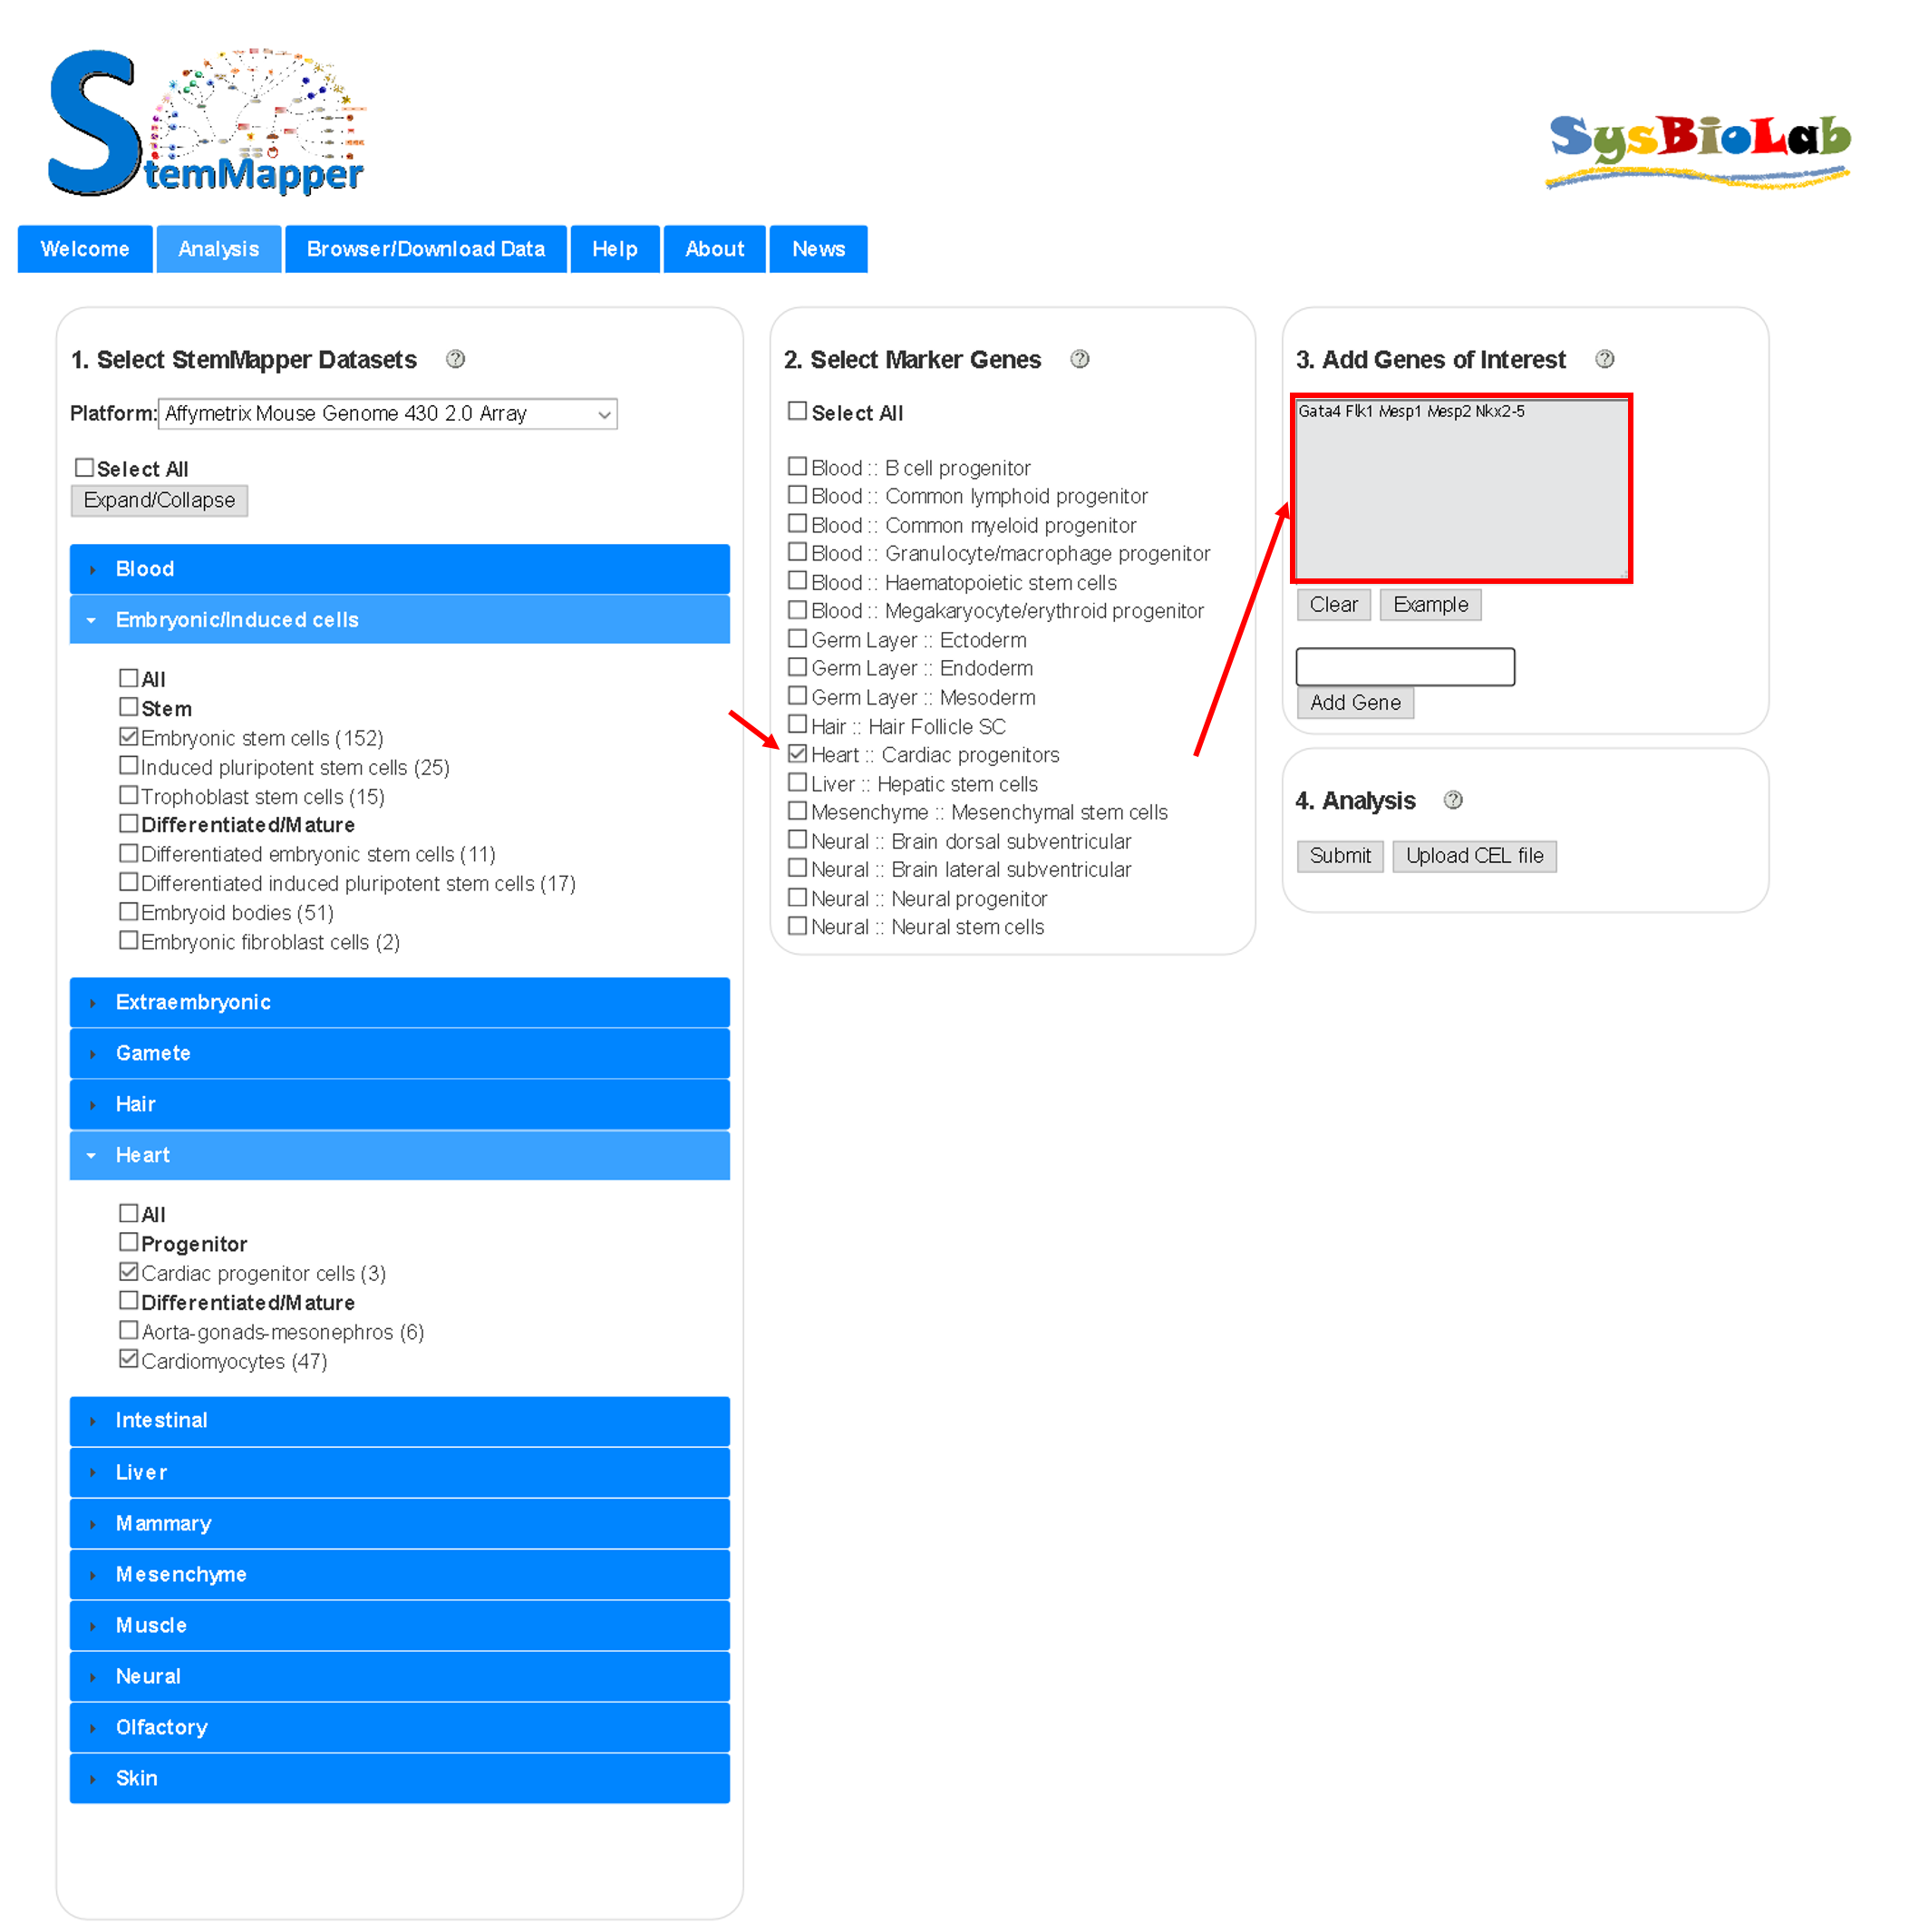 StemMapper
SysBioLab
Welcome
Analysis
Browser/Download Data
Help
About
News
1. Select StemMapper Datasets
Platform: Affymetrix Mouse Genome 430 2.0 Array
Select All
Expand/Collapse
Blood
Embryonic/Induced cells
All
Stem
Embryonic stem cells (152)
Induced pluripotent stem cells (25)
Trophoblast stem cells (15)
Differentiated/Mature
Differentiated embryonic stem cells (11)
Differentiated induced pluripotent stem cells (17)
Embryoid bodies (51)
Embryonic fibroblast cells (2)
Extraembryonic
Gamete
Hair
Heart
All
Progenitor
Cardiac progenitor cells (3)
Differentiated/Mature
Aorta-gonads-mesonephros (6)
Cardiomyocytes (47)
Intestinal
Liver
Mammary
Mesenchyme
Muscle
Neural
Olfactory
Skin
2. Select Marker Genes
Select All
Blood :: B cell progenitor
Blood :: Common lymphoid progenitor
Blood :: Common myeloid progenitor
Blood :: Granulocyte/macrophage progenitor
Blood :: Haematopoietic stem cells
Blood :: Megakaryocyte/erythroid progenitor
Germ Layer :: Ectoderm
Germ Layer :: Endoderm
Germ Layer :: Mesoderm
Hair :: Hair Follicle SC
Heart :: Cardiac progenitors
Liver :: Hepatic stem cells
Mesenchyme :: Mesenchymal stem cells
Neural :: Brain dorsal subventricular
Neural :: Brain lateral subventricular
Neural :: Neural progenitor
Neural :: Neural stem cells
3. Add Genes of Interest
Gata4 Flk1 Mesp1 Mesp2 Nkx2-5
Clear
Example
Add Gene
4. Analysis
Submit
Upload CEL file